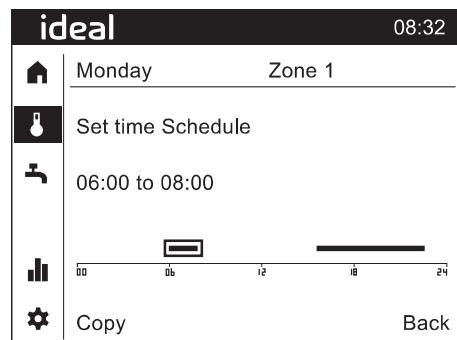 ideal 08:32
Monday Zone 1
Set time Schedule
06:00 to 08:00
00 06 12 18 24
Copy Back